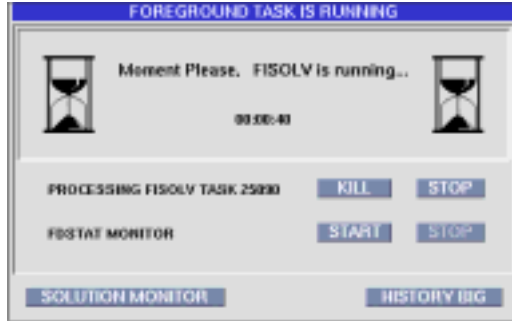 FOREGROUND TASK IS RUNNING
Moment Please.  FISOLV is running...
00:00:40
PROCESSING FISOLV TASK 25890 KILL STOP
FDSTAT MONITOR START STOP
SOLUTION MONITOR HISTORY BIG